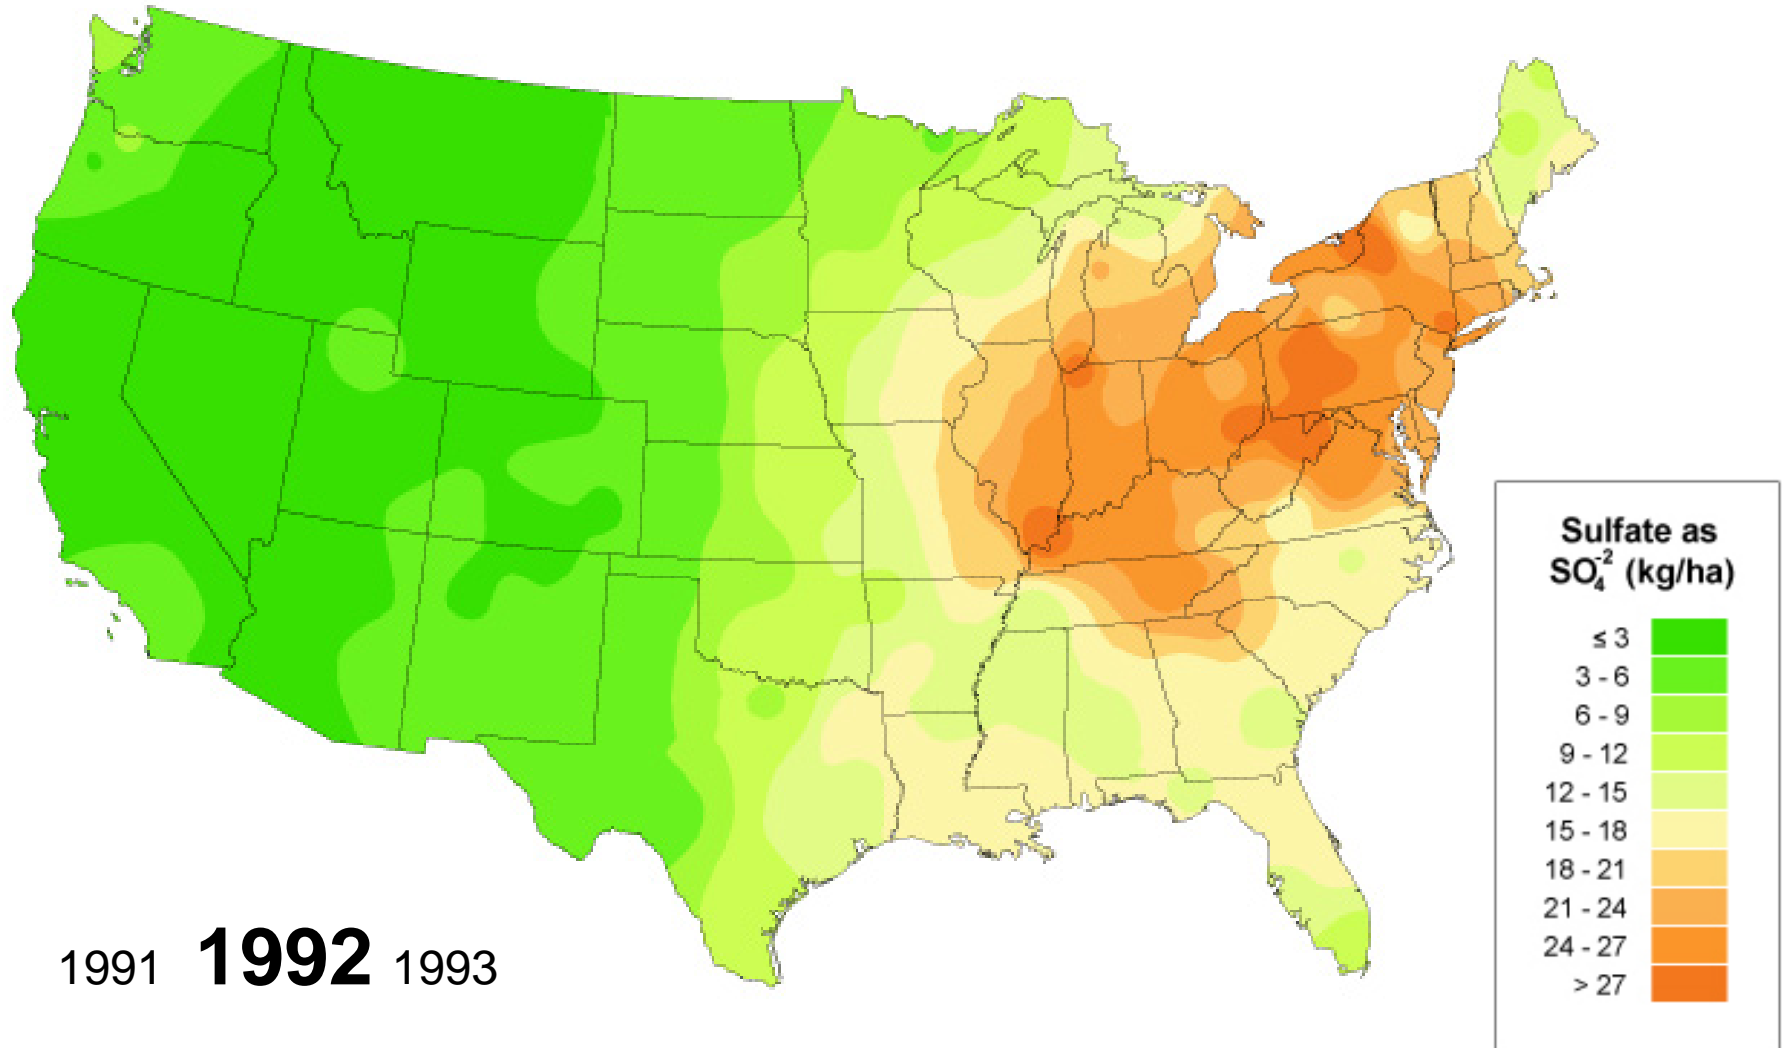 Sulfate as
SO₄⁻² (kg/ha)
≤ 3
3 - 6
6 - 9
9 - 12
12 - 15
15 - 18
18 - 21
21 - 24
24 - 27
> 27
1991 1992 1993